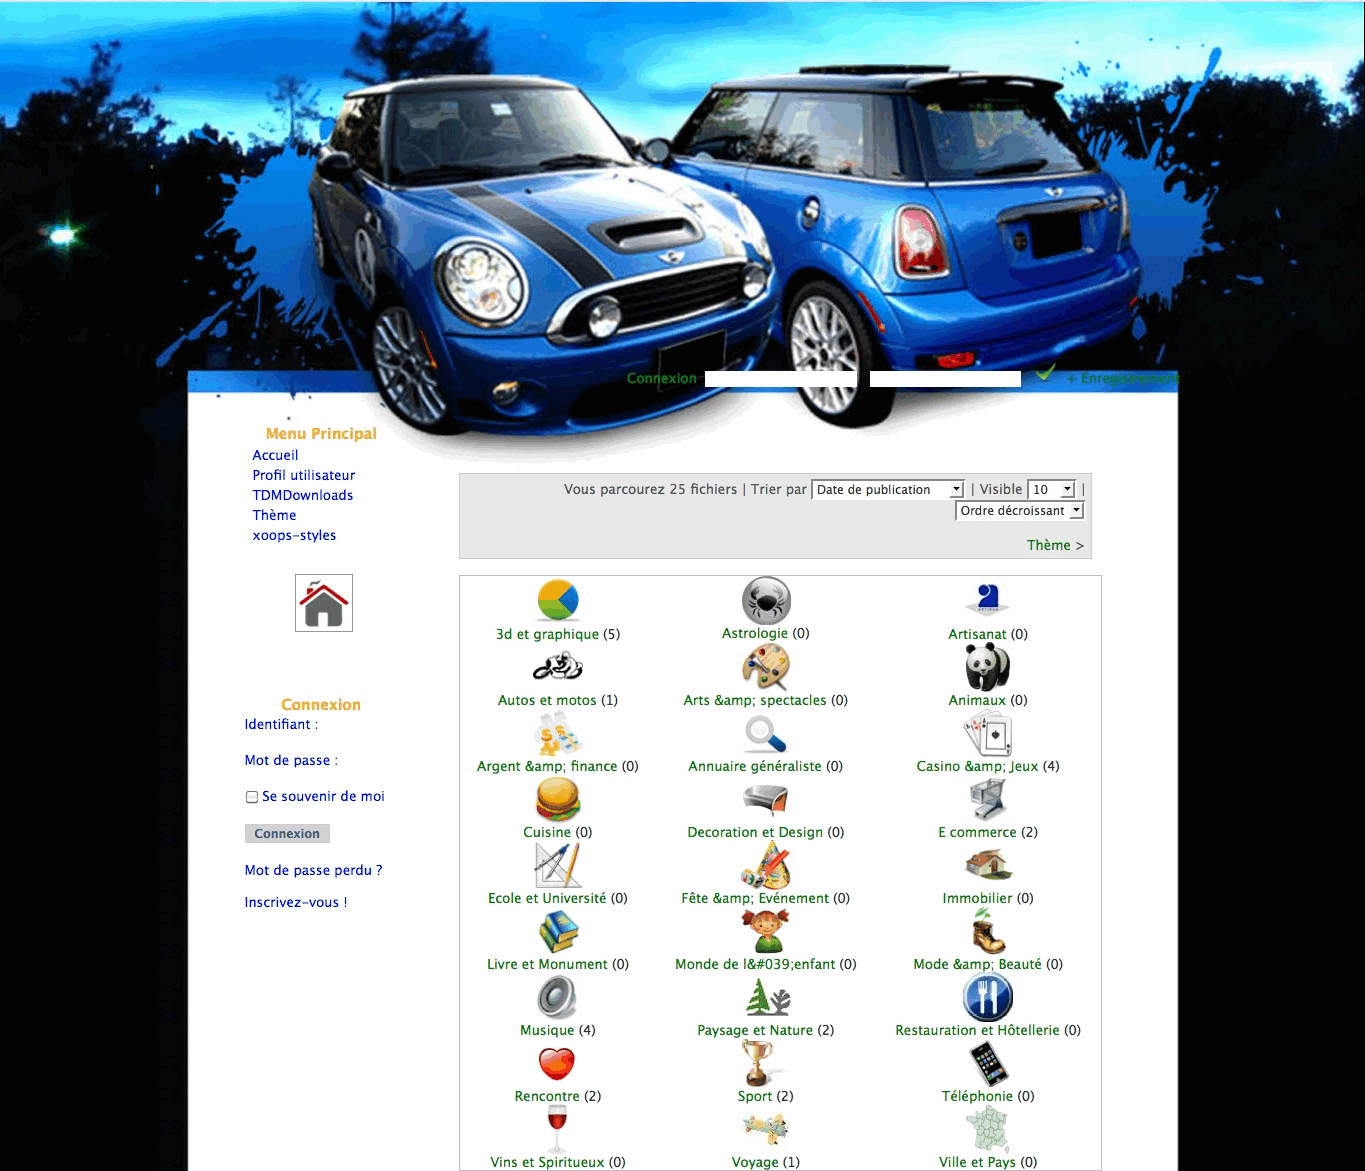 Connexion
+ Enregistrement
Menu Principal
Accueil
Profil utilisateur
TDMDownloads
Thème
xoops-styles
Connexion
Identifiant :
Mot de passe :
Se souvenir de moi
Connexion
Mot de passe perdu ?
Inscrivez-vous !
Vous parcourez 25 fichiers | Trier par Date de publication | Visible 10 |
Ordre décroissant
Thème >
3d et graphique (5) Astrologie (0) Artisanat (0)
Autos et motos (1) Arts &amp; spectacles (0) Animaux (0)
Argent &amp; finance (0) Annuaire généraliste (0) Casino &amp; Jeux (4)
Cuisine (0) Decoration et Design (0) E commerce (2)
Ecole et Université (0) Fête &amp; Evénement (0) Immobilier (0)
Livre et Monument (0) Monde de l&#039;enfant (0) Mode &amp; Beauté (0)
Musique (4) Paysage et Nature (2) Restauration et Hôtellerie (0)
Rencontre (2) Sport (2) Téléphonie (0)
Vins et Spiritueux (0) Voyage (1) Ville et Pays (0)